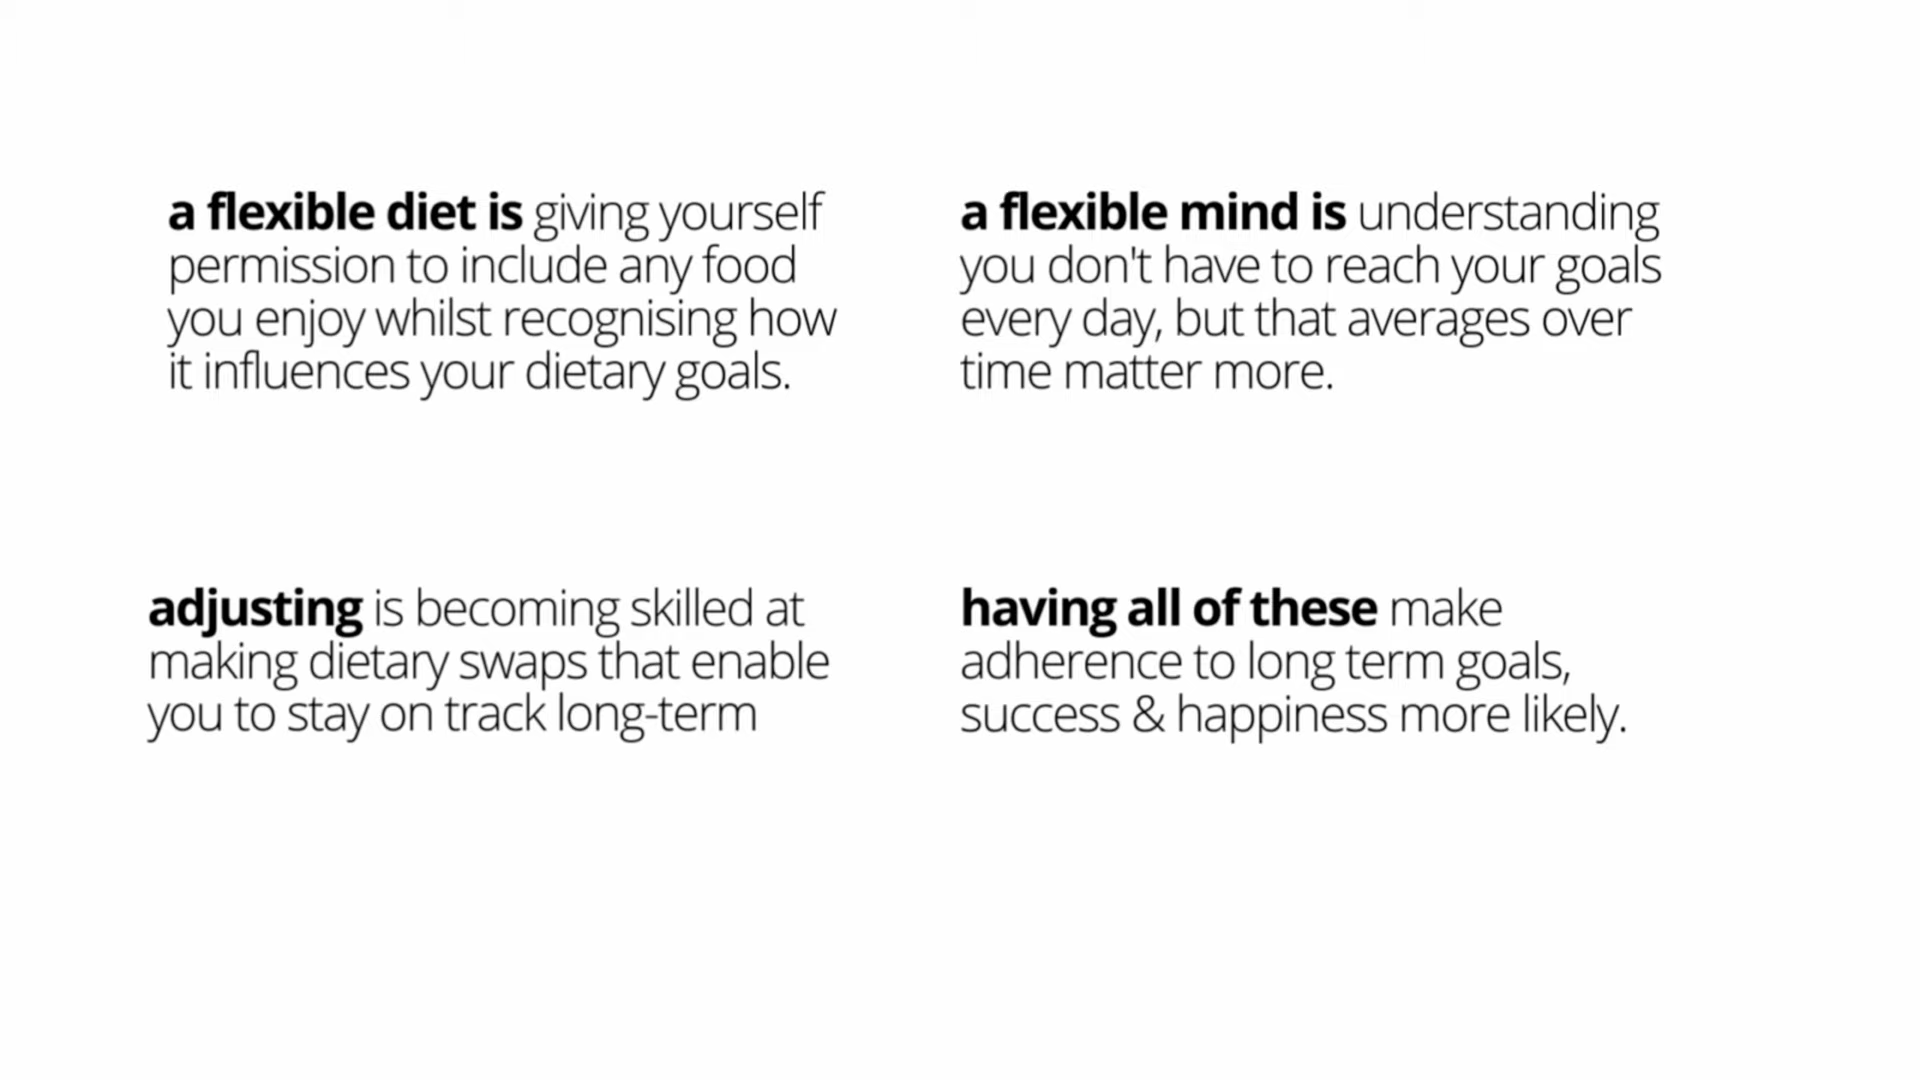 a flexible diet is giving yourself
permission to include any food
you enjoy whilst recognising how
it influences your dietary goals.
a flexible mind is understanding
you don't have to reach your goals
every day, but that averages over
time matter more.
adjusting is becoming skilled at
making dietary swaps that enable
you to stay on track long-term
having all of these make
adherence to long term goals,
success & happiness more likely.